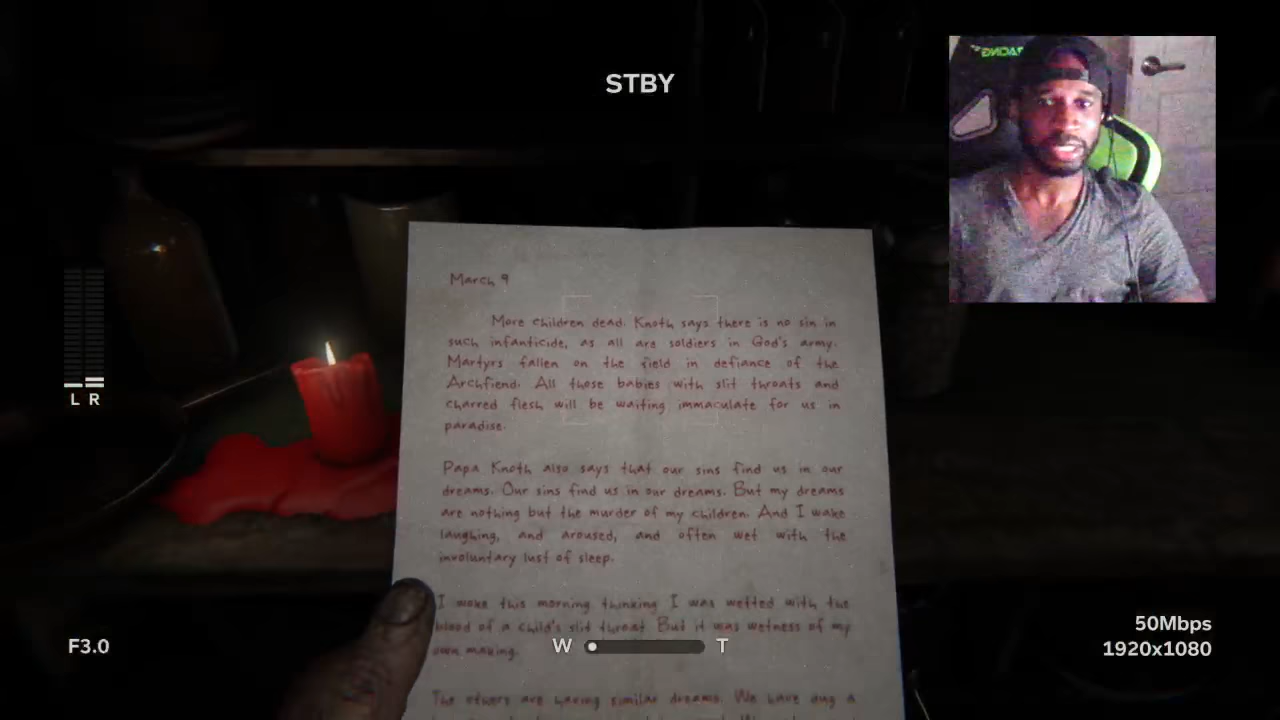 STBY
March 9
More children dead. Knoth says there is no sin in
such infanticide, as all are soldiers in God's army.
Martyrs fallen on the field in defiance of the
Archfiend. All those babies with slit throats and
charred flesh will be waiting immaculate for us in
paradise.
Papa Knoth also says that our sins find us in our
dreams. Our sins find us in our dreams. But my dreams
are nothing but the murder of my children. And I wake
laughing, and aroused, and often wet with the
involuntary lust of sleep.
I woke this morning thinking I was wetted with the
blood of a child's slit throat. But it was wetness of my
own making.
The others are having similar dreams. We have dug a
L R
F3.0
W T
50Mbps
1920x1080